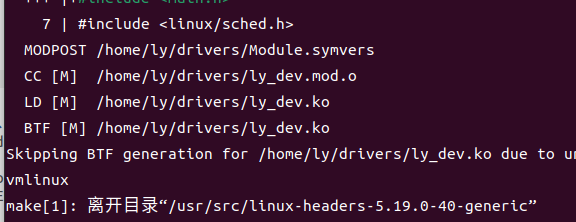 7 | #include <linux/sched.h>
MODPOST /home/ly/drivers/Module.symvers
CC [M]  /home/ly/drivers/ly_dev.mod.o
LD [M]  /home/ly/drivers/ly_dev.ko
BTF [M] /home/ly/drivers/ly_dev.ko
Skipping BTF generation for /home/ly/drivers/ly_dev.ko due to
vmlinux
make[1]: 离开目录“/usr/src/linux-headers-5.19.0-40-generic”